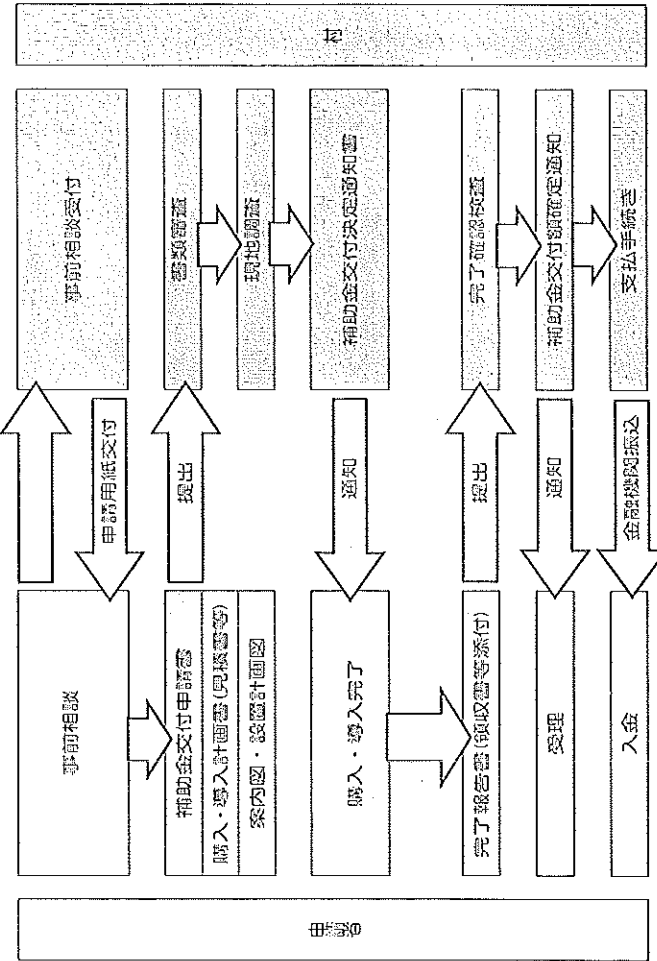 申請者
村
事前相談
事前相談受付
申請用紙交付
補助金交付申請書
購入・導入計画書(見積書等)
案内図・設置計画図
提出
書類審査
現地調査
補助金交付決定通知書
通知
購入・導入完了
完了報告書(領収書等添付)
提出
完了確認検査
補助金交付額確定通知
通知
受理
支払手続き
金融機関振込
入金